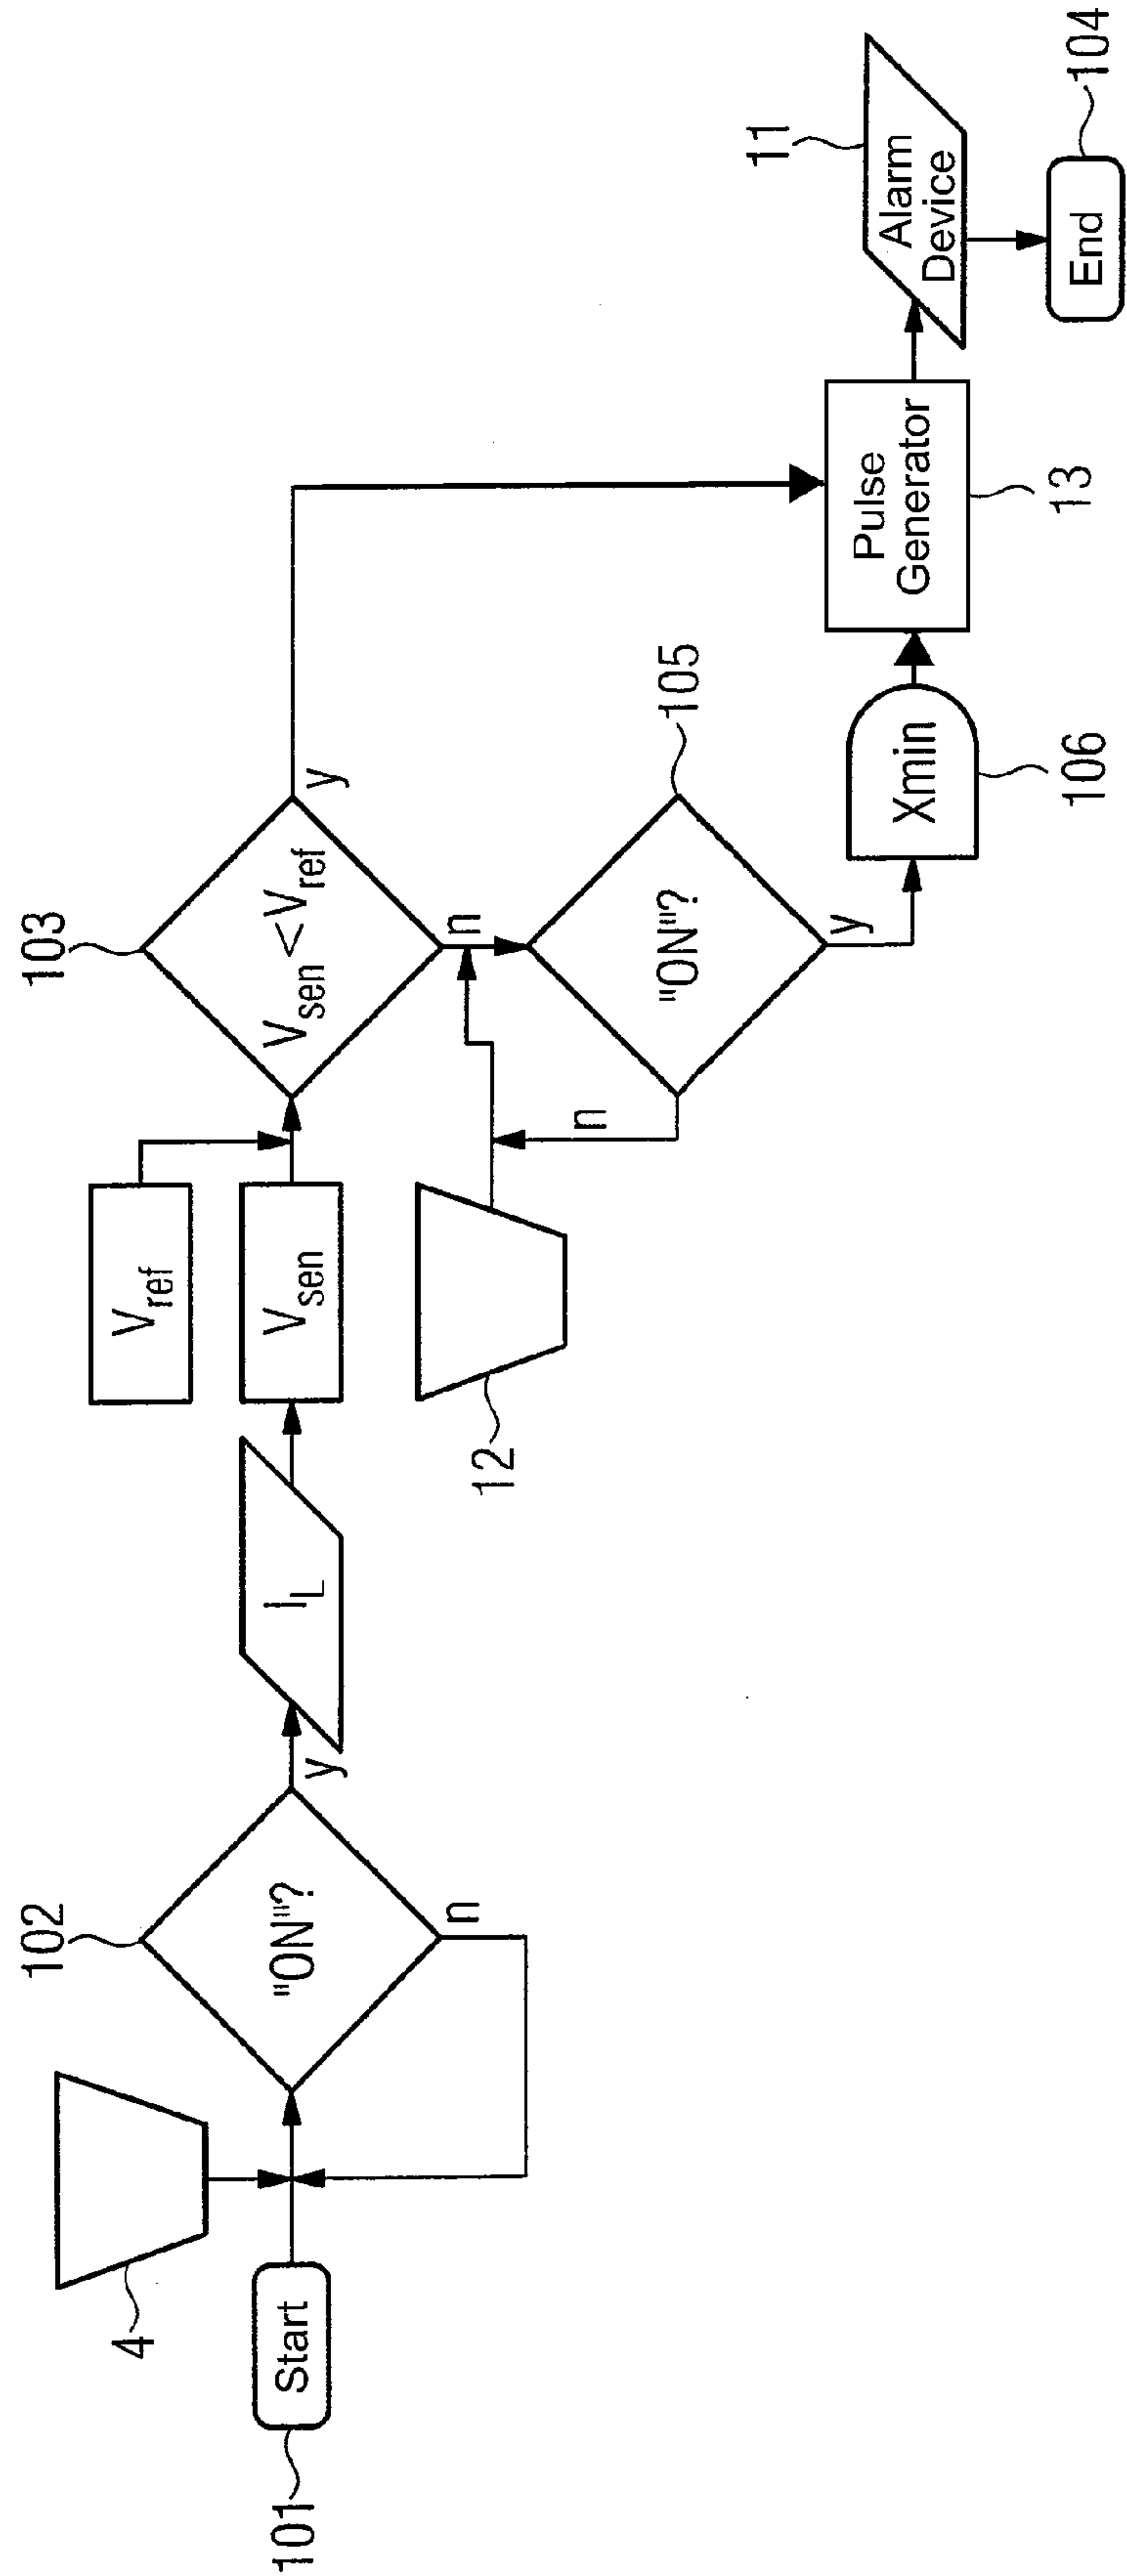 101
Start
4
102
"ON"?
y
n
I_L
V_ref
V_sen
12
103
V_sen < V_ref
y
n
105
"ON"?
n
y
Xmin
106
Pulse
Generator
13
11
Alarm
Device
End
104